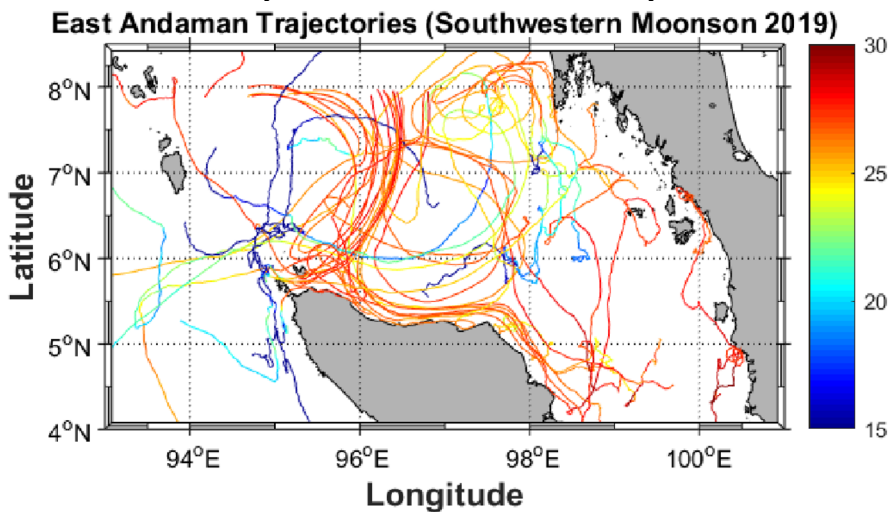 East Andaman Trajectories (Southwestern Moonson 2019)
30
8°N
7°N
25
6°N
20
5°N
4°N
15
94°E 96°E 98°E 100°E
Latitude
Longitude